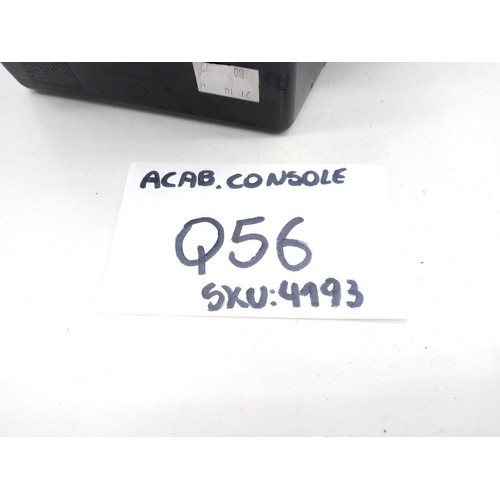 ACAB. CONSOLE
Q56
SKU: 4193